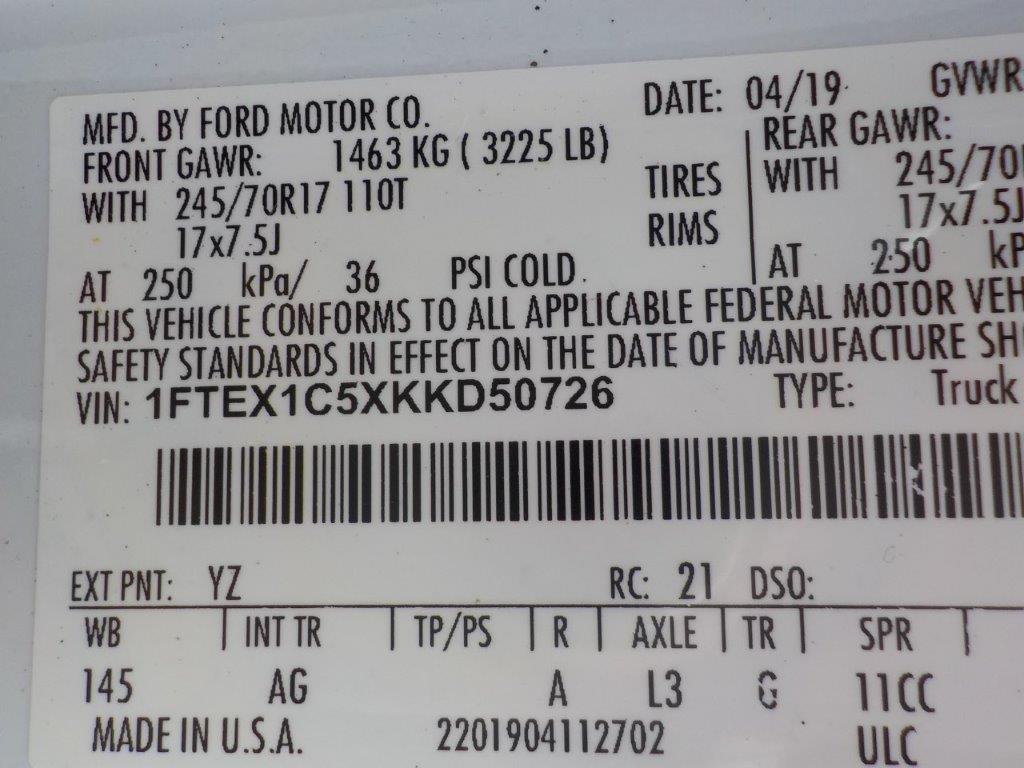 MFD. BY FORD MOTOR CO. DATE: 04/19 GVWR
FRONT GAWR: 1463 KG ( 3225 LB) REAR GAWR:
WITH 245/70R17 110T TIRES WITH 245/70
17x7.5J RIMS 17x7.5J
AT 250 kPa/ 36 PSI COLD. AT 250 kP
THIS VEHICLE CONFORMS TO ALL APPLICABLE FEDERAL MOTOR VEH
SAFETY STANDARDS IN EFFECT ON THE DATE OF MANUFACTURE SH
VIN: 1FTEX1C5XKKD50726 TYPE: Truck
EXT PNT: YZ RC: 21 DSO:
WB INT TR TP/PS R AXLE TR SPR
145 AG A L3 G 11CC
MADE IN U.S.A. 2201904112702 ULC